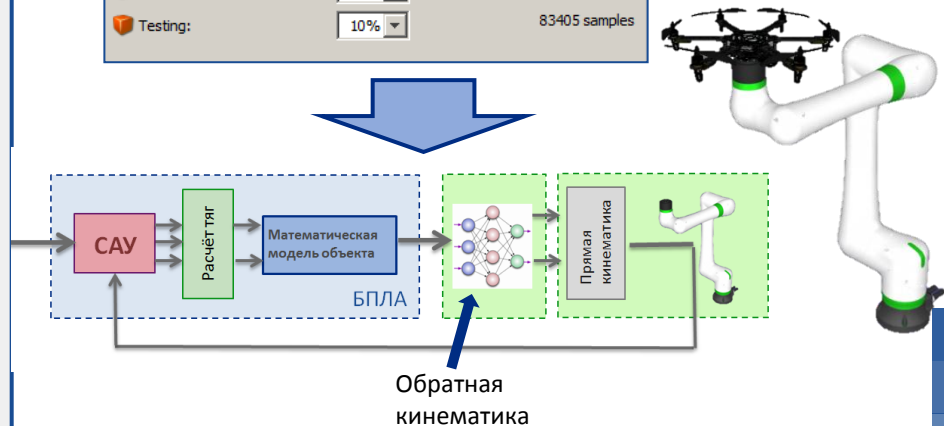 Testing:
10%
83405 samples
САУ
Расчёт тяг
Математическая
модель объекта
БПЛА
Прямая
кинематика
Обратная
кинематика